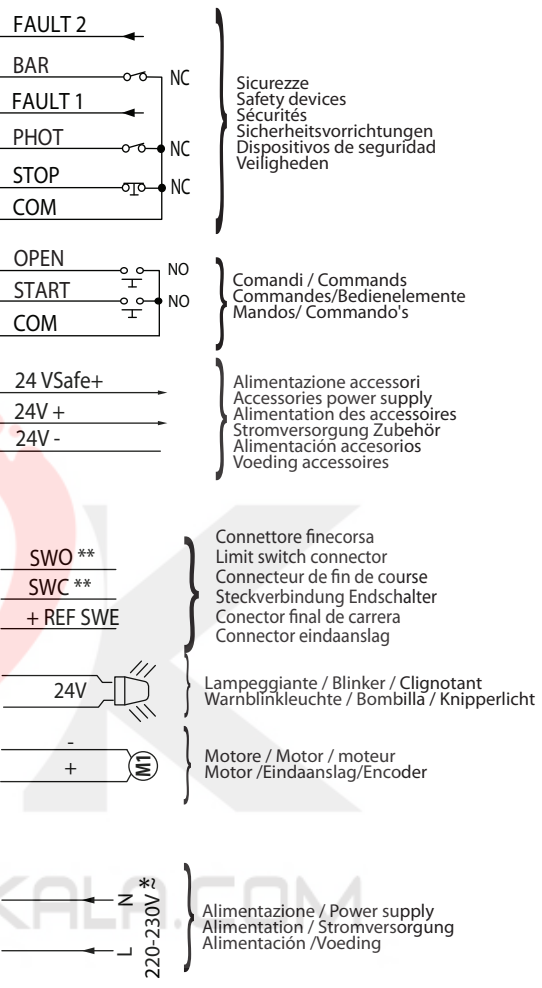 FAULT 2
BAR
NC
FAULT 1
PHOT
NC
STOP
NC
COM
Sicurezze
Safety devices
Sécurités
Sicherheitsvorrichtungen
Dispositivos de seguridad
Veiligheden
OPEN
NO
START
NO
COM
Comandi / Commands
Commandes/Bedienelemente
Mandos/ Commando's
24 VSafe+
24V +
24V -
Alimentazione accessori
Accessories power supply
Alimentation des accessoires
Stromversorgung Zubehör
Alimentación accesorios
Voeding accessoires
SWO **
SWC **
+ REF SWE
Connettore finecorsa
Limit switch connector
Connecteur de fin de course
Steckverbindung Endschalter
Conector final de carrera
Connector eindaanslag
24V
Lampeggiante / Blinker / Clignotant
Warnblinkleuchte / Bombilla / Knipperlicht
-
+
M1
Motore / Motor / moteur
Motor /Eindaanslag/Encoder
N
L
220-230V ~ *
Alimentazione / Power supply
Alimentation / Stromversorgung
Alimentación /Voeding
KALA.COM